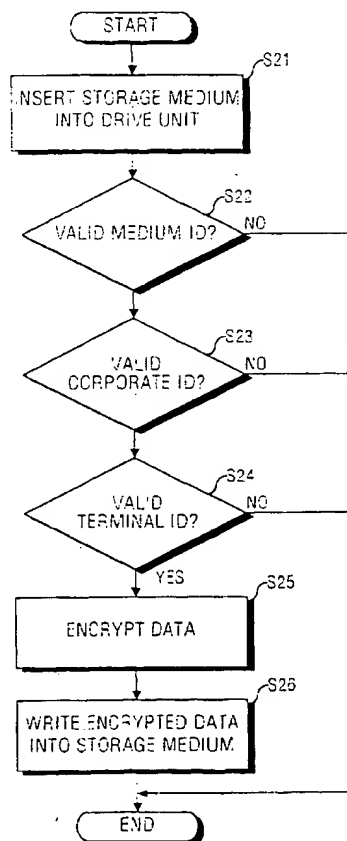 START
S21
INSERT STORAGE MEDIUM
INTO DRIVE UNIT
S22
VALID MEDIUM ID?
NO
S23
VALID
CORPORATE ID?
NO
S24
VALID
TERMINAL ID?
NO
YES
S25
ENCRYPT DATA
S26
WRITE ENCRYPTED DATA
INTO STORAGE MEDIUM
END